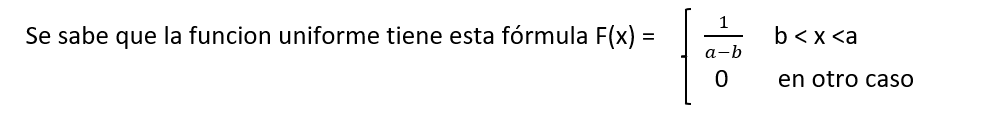 Se sabe que la funcion uniforme tiene esta fórmula F(x) = [ 1/(a−b) b < x <a
0 en otro caso